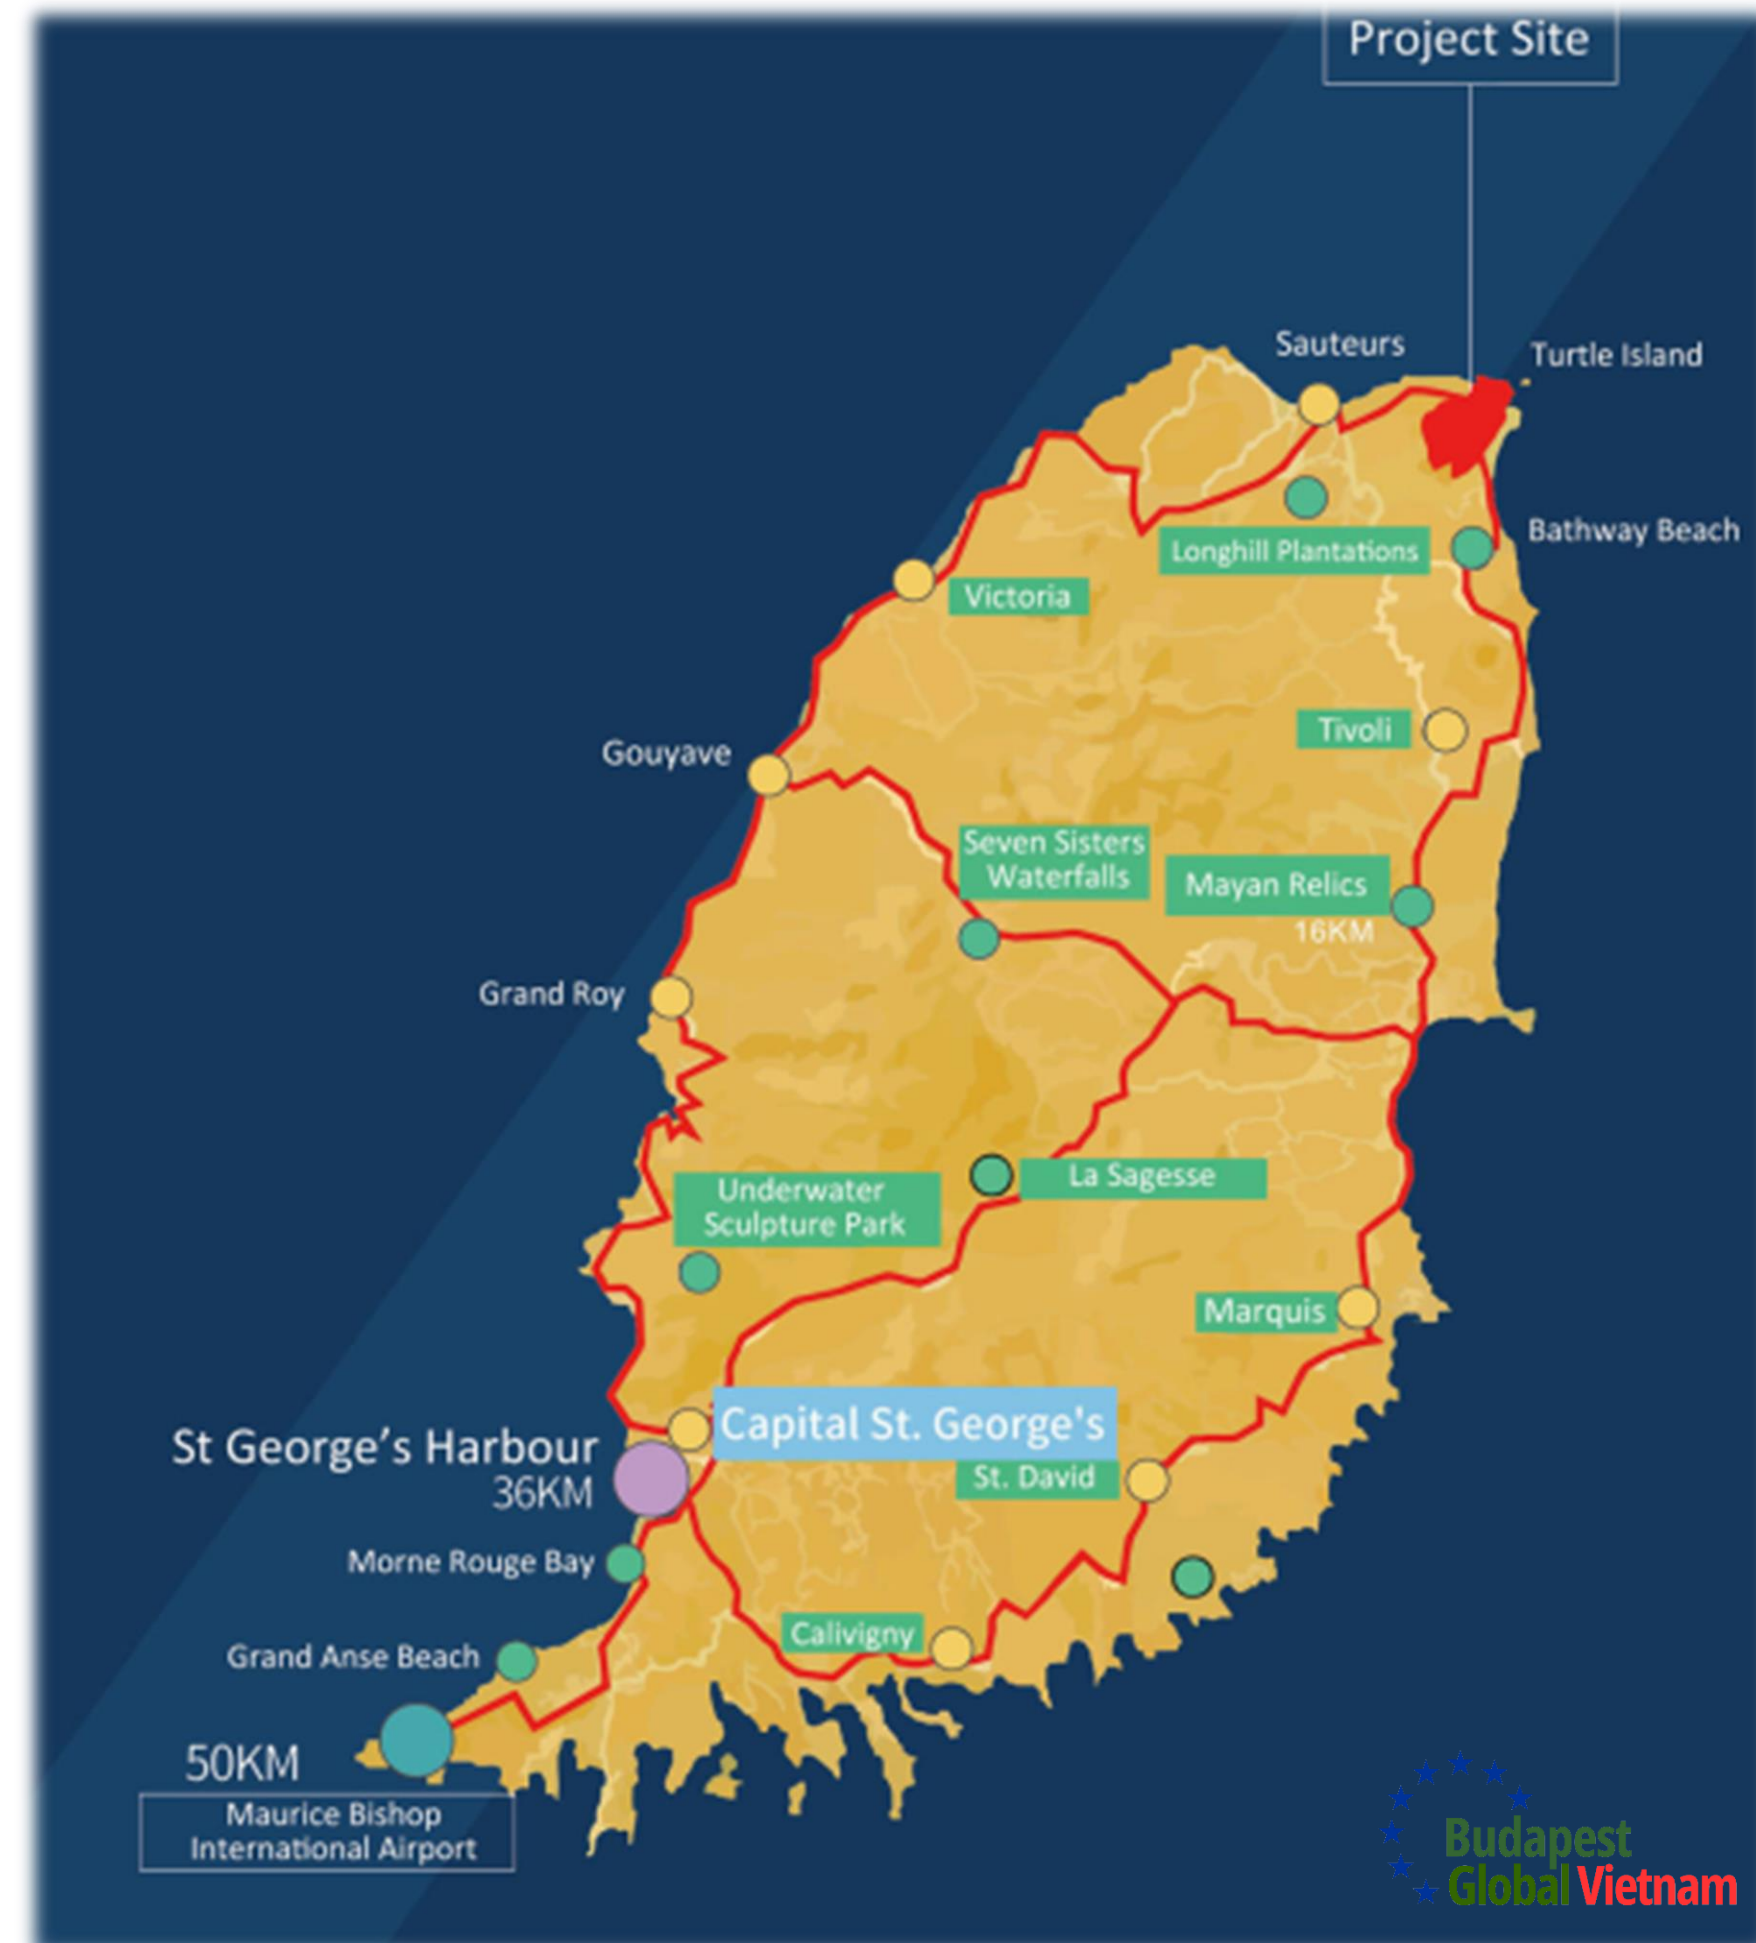 Project Site
Sauteurs
Turtle Island
Bathway Beach
Longhill Plantations
Victoria
Tivoli
Gouyave
Seven Sisters
Waterfalls
Mayan Relics
16KM
Grand Roy
La Sagesse
Underwater
Sculpture Park
Marquis
Capital St. George's
St George's Harbour
36KM
St. David
Morne Rouge Bay
Calivigny
Grand Anse Beach
50KM
Maurice Bishop
International Airport
Budapest
Global Vietnam